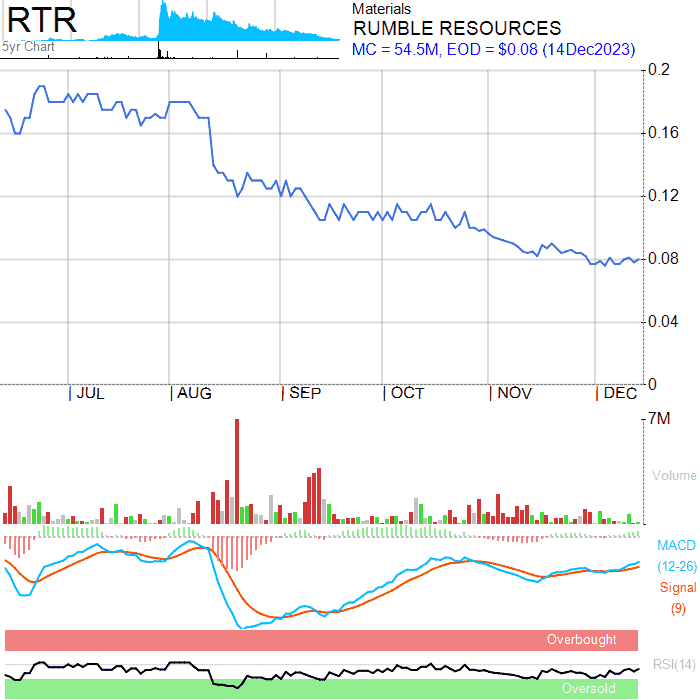 RTR
5yr Chart
Materials
RUMBLE RESOURCES
MC = 54.5M, EOD = $0.08 (14Dec2023)
0.2
0.16
0.12
0.08
0.04
0
JUL AUG SEP OCT NOV DEC
7M
Volume
MACD
(12-26)
Signal
(9)
Overbought
RSI(14)
Oversold